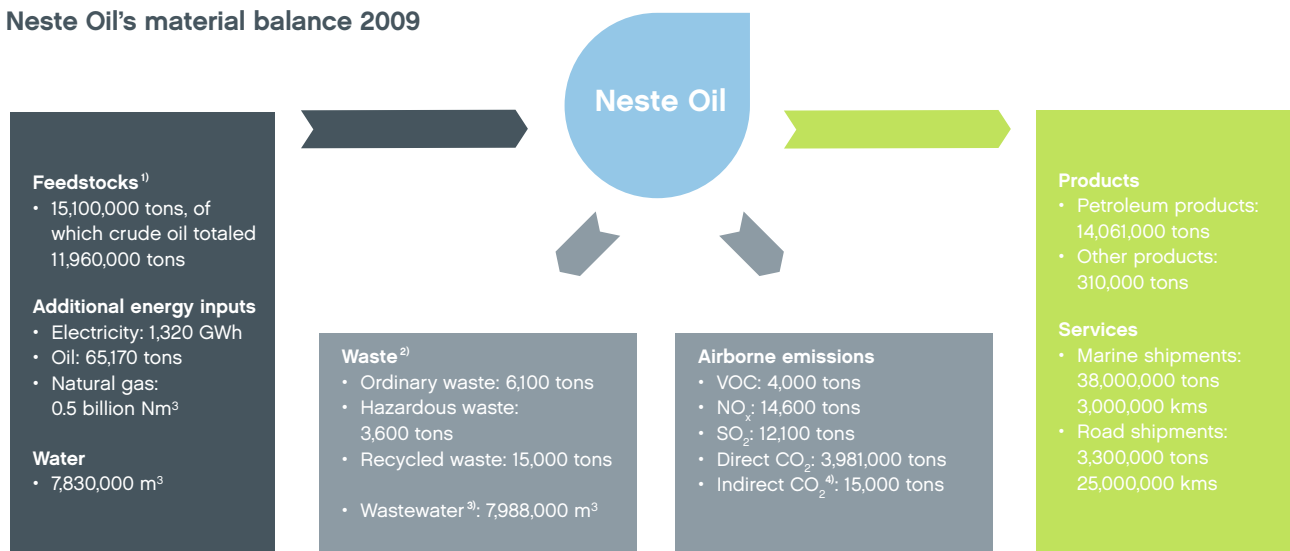 Neste Oil's material balance 2009
Neste Oil
Feedstocks 1)
• 15,100,000 tons, of
which crude oil totaled
11,960,000 tons
Additional energy inputs
• Electricity: 1,320 GWh
• Oil: 65,170 tons
• Natural gas:
0.5 billion Nm³
Water
• 7,830,000 m³
Waste 2)
• Ordinary waste: 6,100 tons
• Hazardous waste:
3,600 tons
• Recycled waste: 15,000 tons
• Wastewater 3): 7,988,000 m³
Airborne emissions
• VOC: 4,000 tons
• NOₓ: 14,600 tons
• SO₂: 12,100 tons
• Direct CO₂: 3,981,000 tons
• Indirect CO₂ 4): 15,000 tons
Products
• Petroleum products:
14,061,000 tons
• Other products:
310,000 tons
Services
• Marine shipments:
38,000,000 tons
3,000,000 kms
• Road shipments:
3,300,000 tons
25,000,000 kms